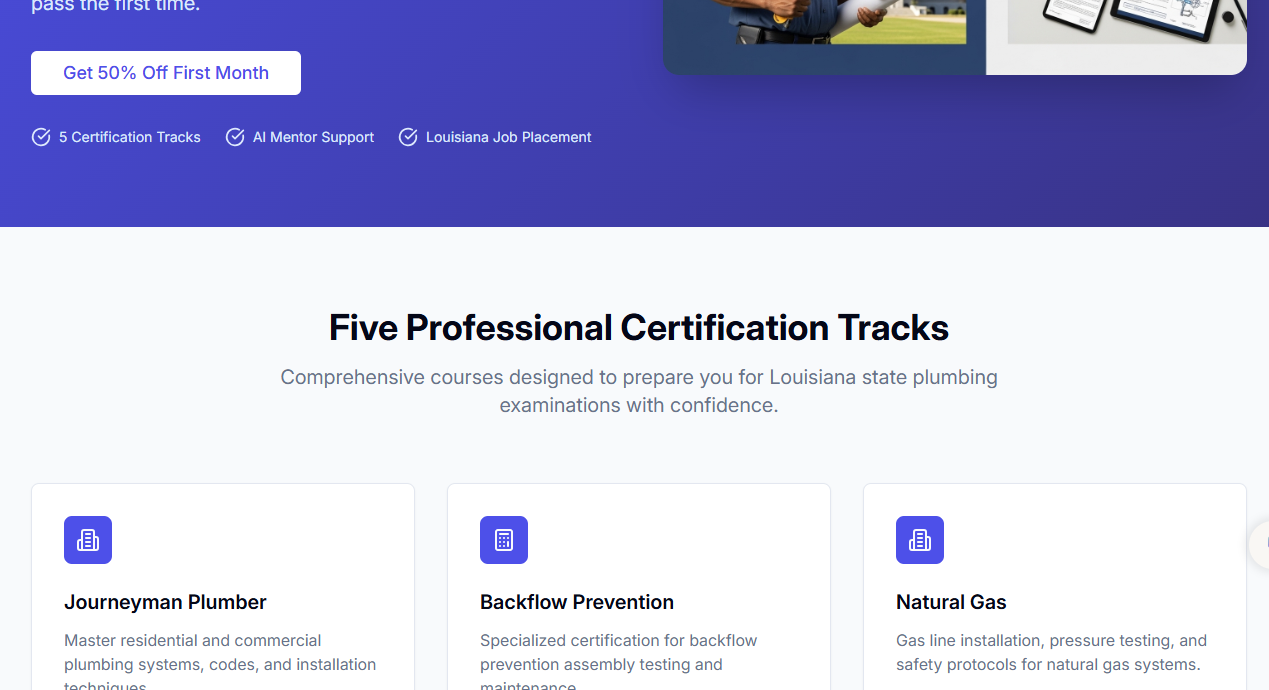 pass the first time.
Get 50% Off First Month
5 Certification Tracks
AI Mentor Support
Louisiana Job Placement
Five Professional Certification Tracks
Comprehensive courses designed to prepare you for Louisiana state plumbing
examinations with confidence.
Journeyman Plumber
Master residential and commercial
plumbing systems, codes, and installation
techniques.
Backflow Prevention
Specialized certification for backflow
prevention assembly testing and
maintenance.
Natural Gas
Gas line installation, pressure testing, and
safety protocols for natural gas systems.